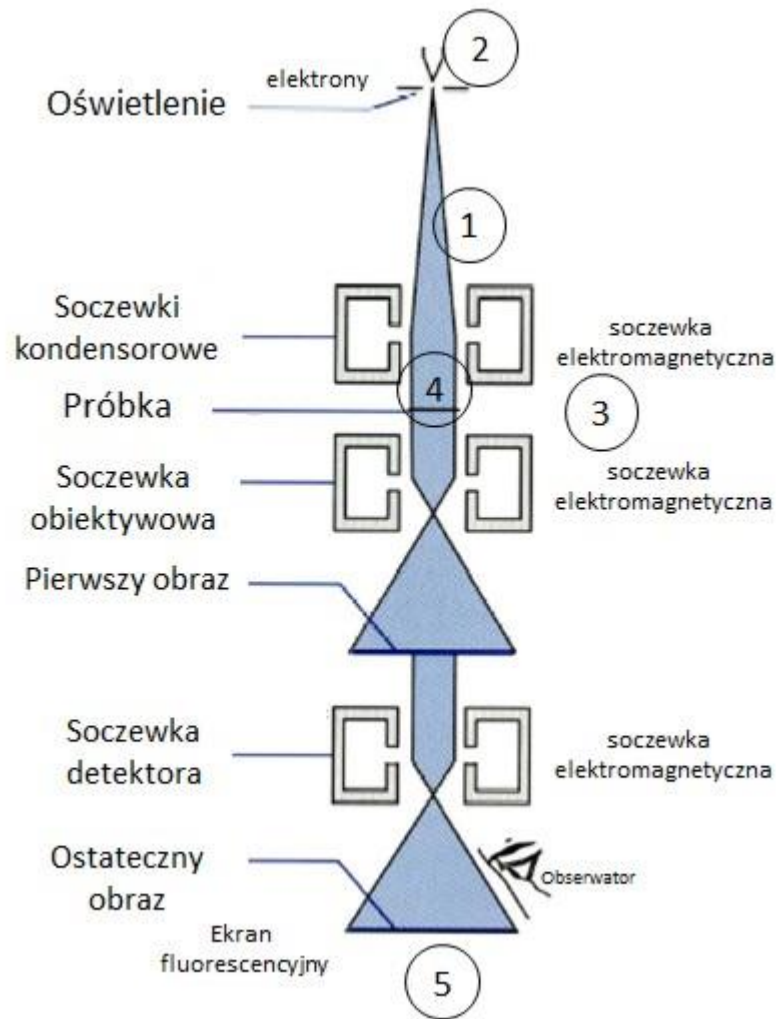 2
elektrony
Oświetlenie
1
Soczewki
kondensorowe
soczewka
elektromagnetyczna
4
Próbka
3
Soczewka
obiektywowa
soczewka
elektromagnetyczna
Pierwszy obraz
Soczewka
detektora
soczewka
elektromagnetyczna
Ostateczny
obraz
Obserwator
Ekran
fluorescencyjny
5